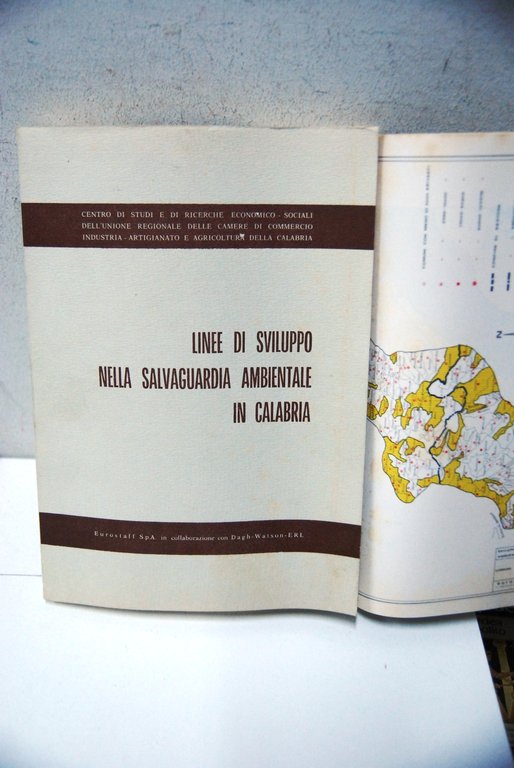 CENTRO DI STUDI E DI RICERCHE ECONOMICO - SOCIALI
DELL'UNIONE REGIONALE DELLE CAMERE DI COMMERCIO
INDUSTRIA - ARTIGIANATO E AGRICOLTURA DELLA CALABRIA
LINEE DI SVILUPPO
NELLA SALVAGUARDIA AMBIENTALE
IN CALABRIA
Eurostaff SpA in collaborazione con Dagh-Watson-ERL
N